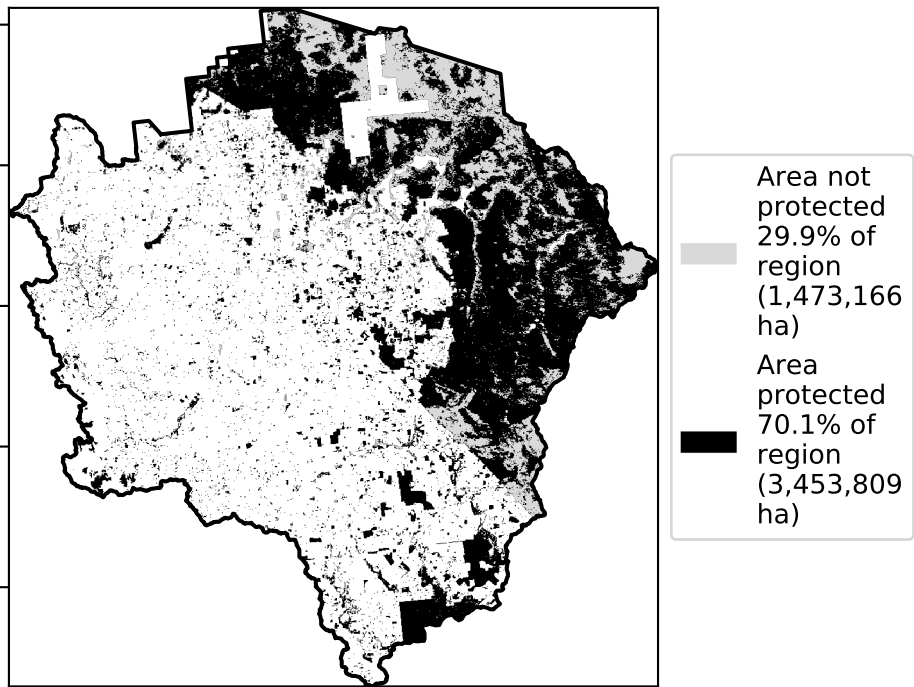 Area not
protected
29.9% of
region
(1,473,166
ha)
Area
protected
70.1% of
region
(3,453,809
ha)